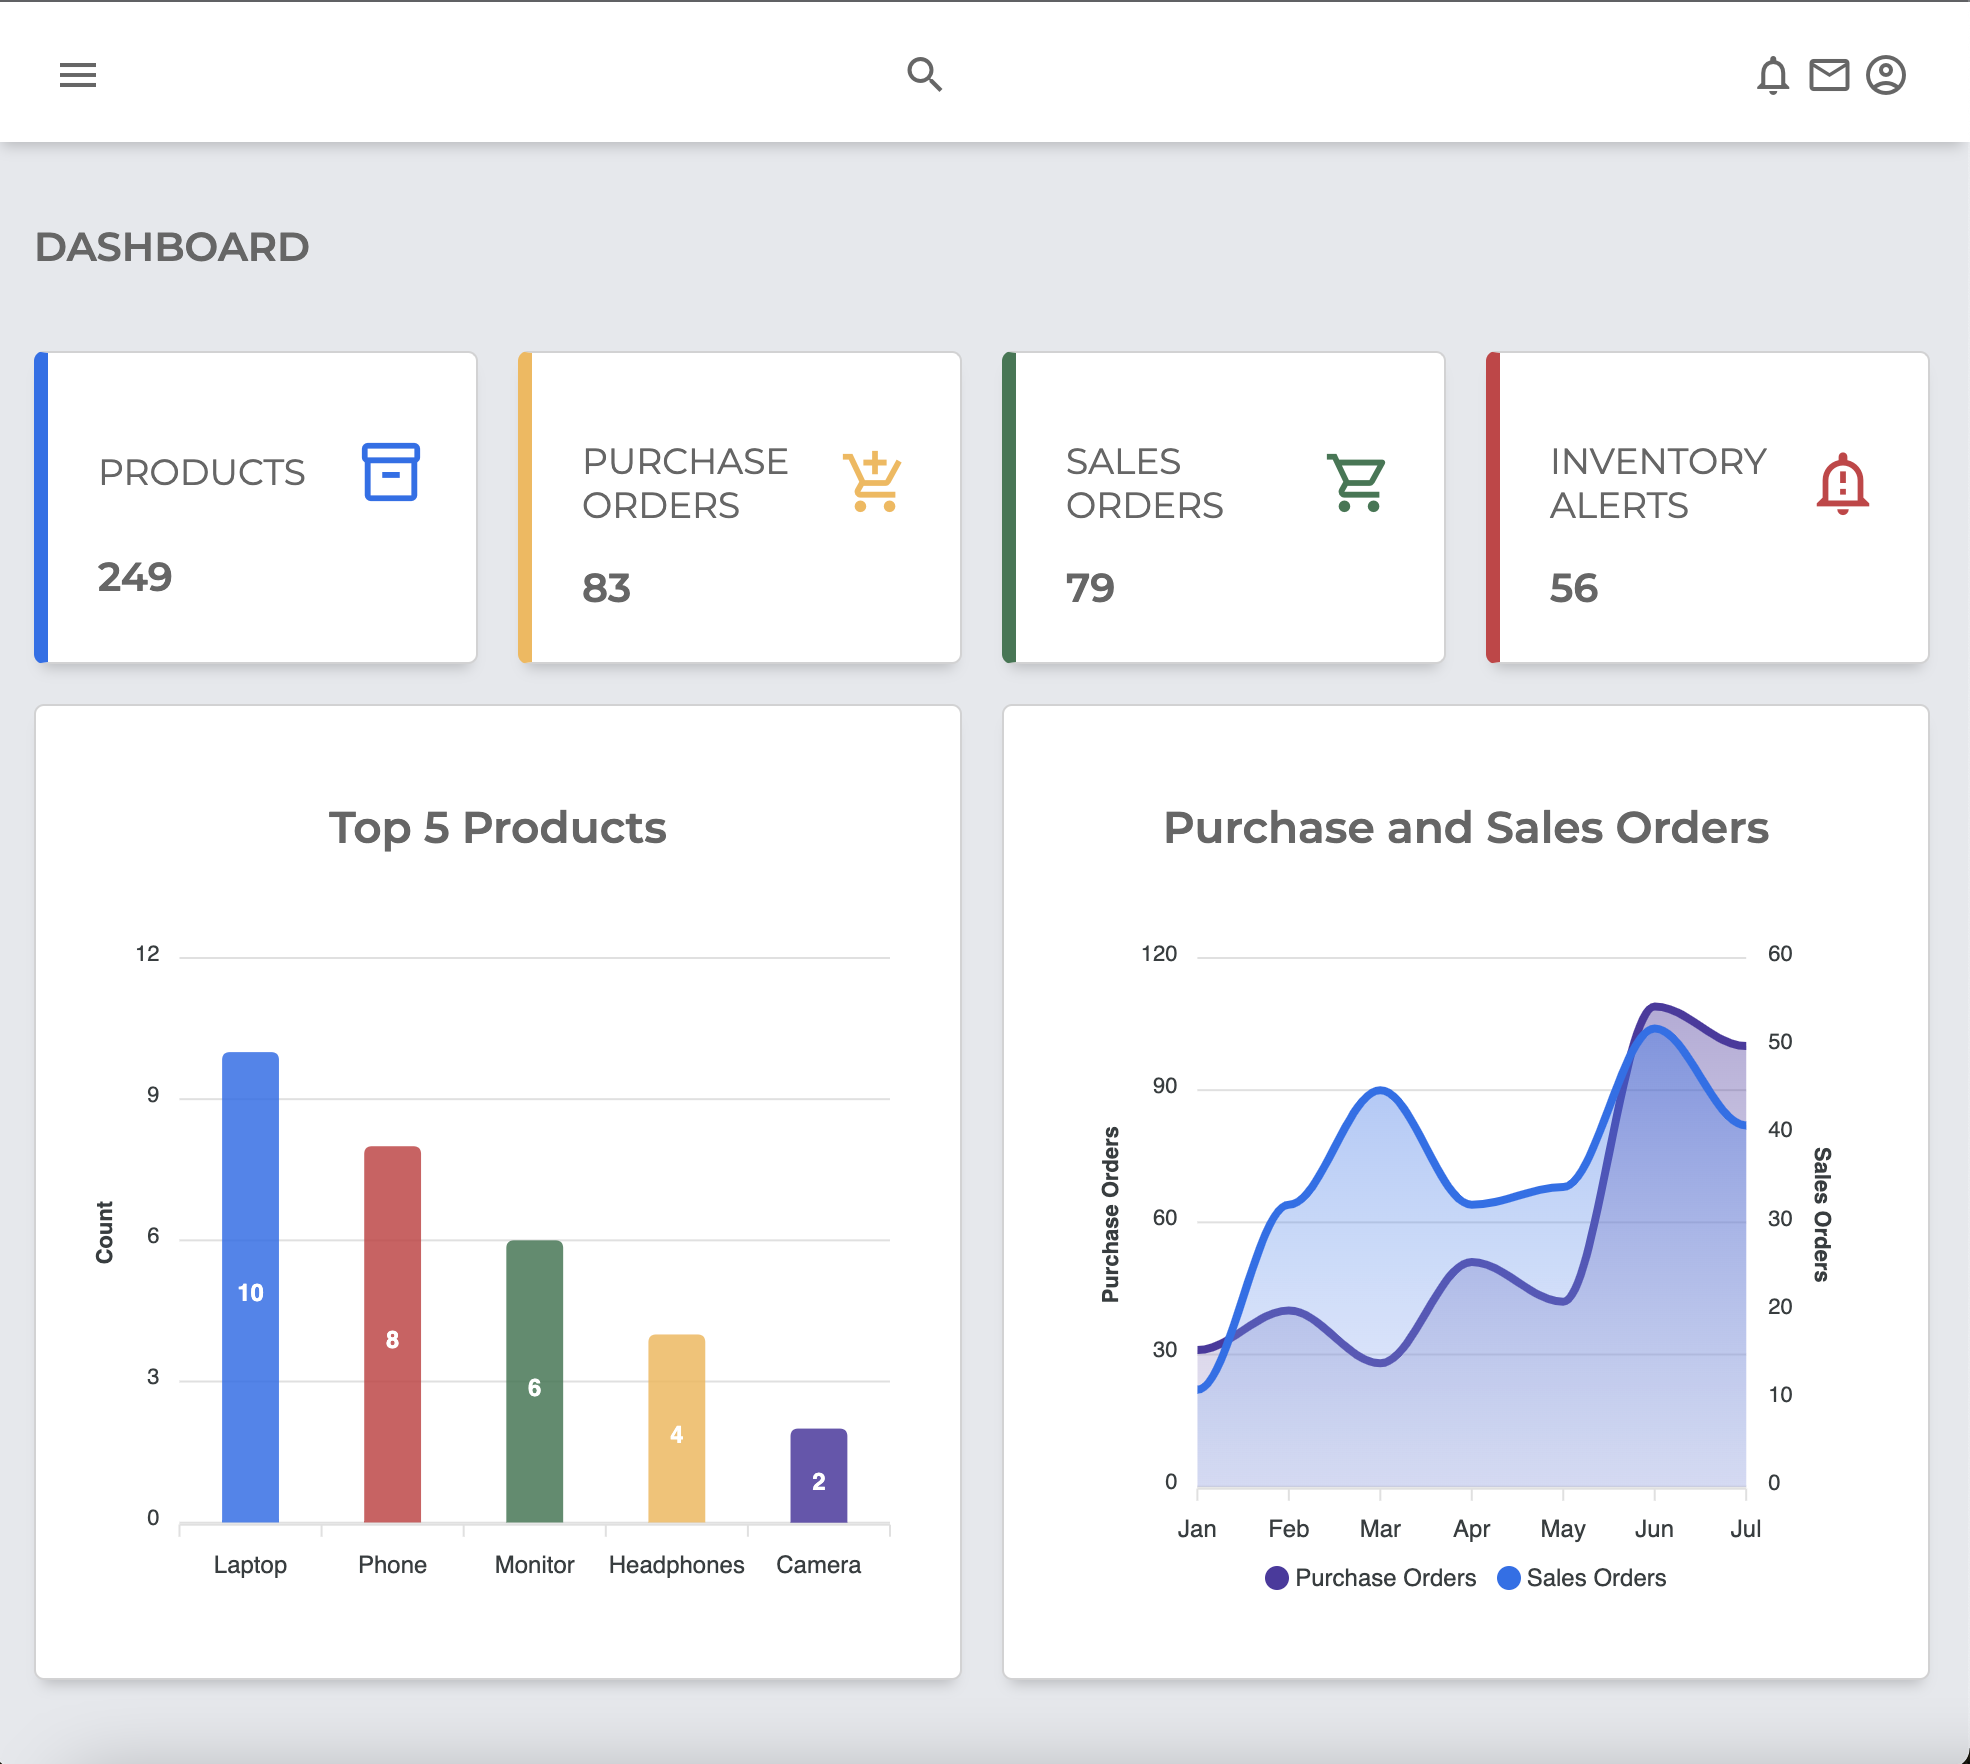 DASHBOARD
PRODUCTS
249
PURCHASE
ORDERS
83
SALES
ORDERS
79
INVENTORY
ALERTS
56
Top 5 Products
12
9
6
3
0
Count
10
8
6
4
2
Laptop
Phone
Monitor
Headphones
Camera
Purchase and Sales Orders
120
90
60
30
0
Purchase Orders
60
50
40
30
20
10
0
Sales Orders
Jan
Feb
Mar
Apr
May
Jun
Jul
Purchase Orders
Sales Orders